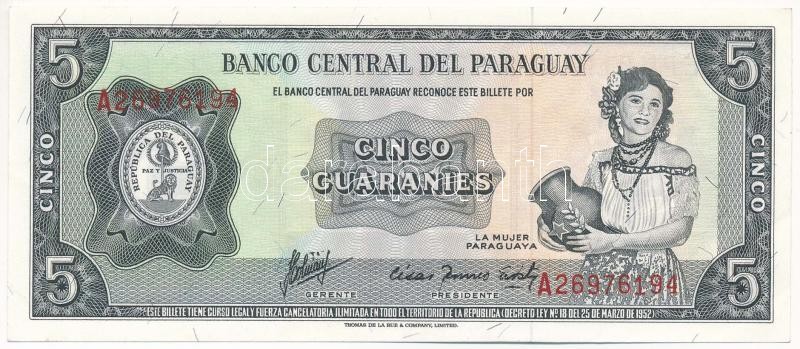 5
5
BANCO CENTRAL DEL PARAGUAY
EL BANCO CENTRAL DEL PARAGUAY RECONOCE ESTE BILLETE POR
A26976194
REPÚBLICA DEL PARAGUAY
PAZ Y JUSTICIA
CINCO
CINCO
CINCO
GUARANIES
darabanth
LA MUJER
PARAGUAYA
A26976194
GERENTE
PRESIDENTE
5
5
ESTE BILLETE TIENE CURSO LEGAL Y FUERZA CANCELATORIA ILIMITADA EN TODO EL TERRITORIO DE LA REPUBLICA (DECRETO LEY Nº 18 DEL 25 DE MARZO DE 1952)
THOMAS DE LA RUE & COMPANY, LIMITED.